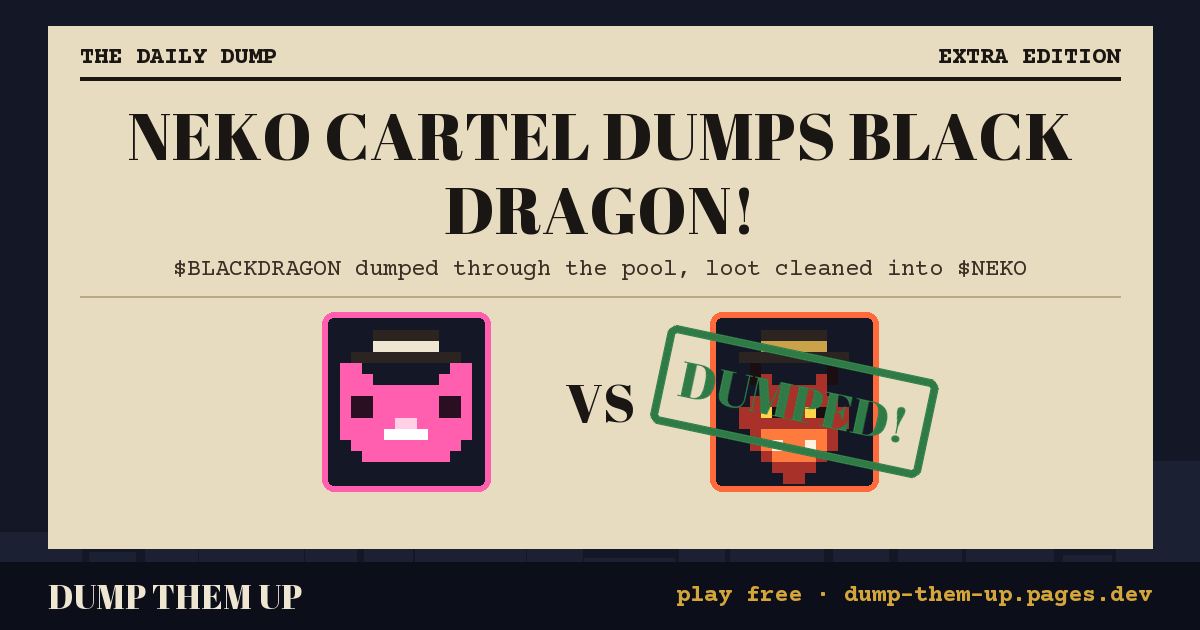 THE DAILY DUMP
EXTRA EDITION
NEKO CARTEL DUMPS BLACK
DRAGON!
$BLACKDRAGON dumped through the pool, loot cleaned into $NEKO
VS
DUMPED!
DUMP THEM UP
play free · dump-them-up.pages.dev